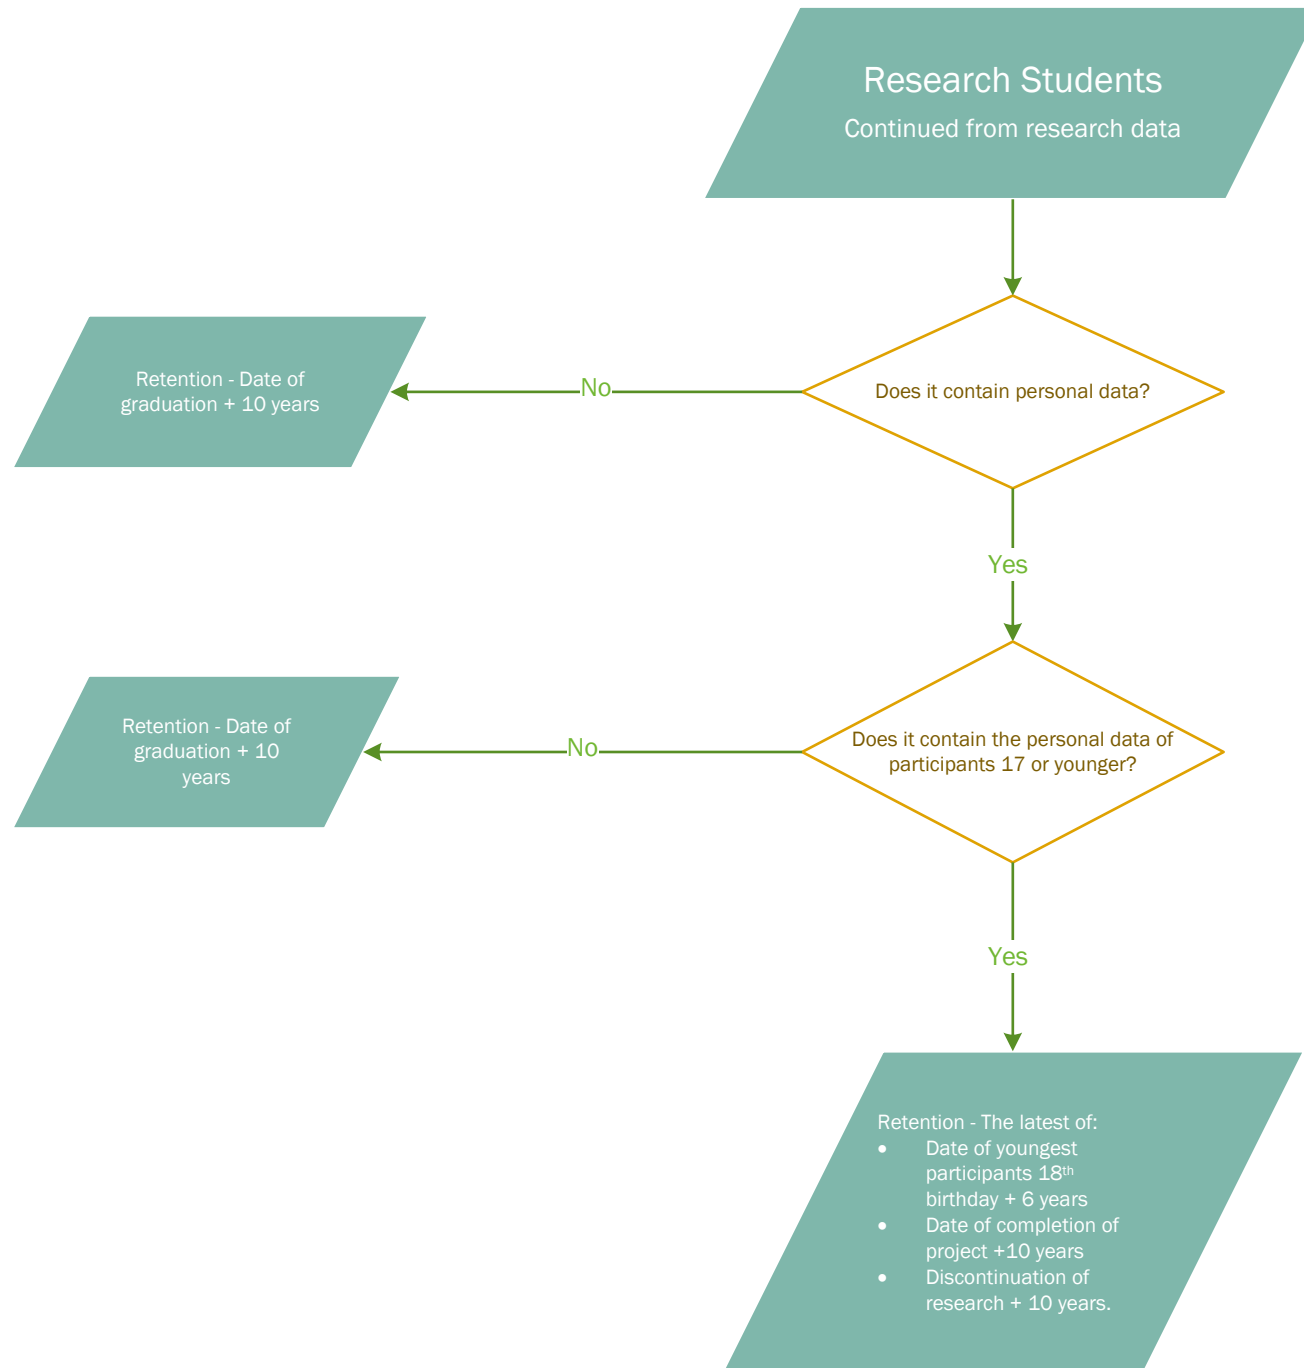 Research Students
Continued from research data
Does it contain personal data?
No
Retention - Date of
graduation + 10 years
Yes
Does it contain the personal data of
participants 17 or younger?
No
Retention - Date of
graduation + 10
years
Yes
Retention - The latest of:
• Date of youngest
participants 18th
birthday + 6 years
• Date of completion of
project +10 years
• Discontinuation of
research + 10 years.